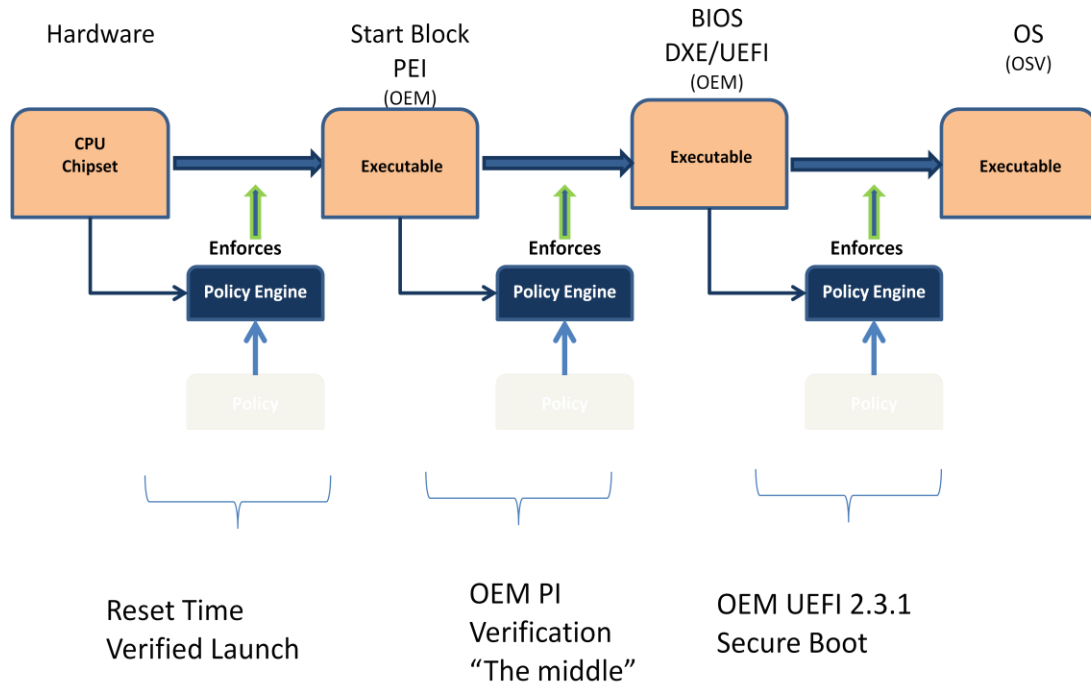 Hardware
Start Block
PEI
(OEM)
BIOS
DXE/UEFI
(OEM)
OS
(OSV)
CPU
Chipset
Executable
Executable
Executable
Enforces
Enforces
Enforces
Policy Engine
Policy Engine
Policy Engine
Policy
Policy
Policy
Reset Time
Verified Launch
OEM PI
Verification
“The middle”
OEM UEFI 2.3.1
Secure Boot